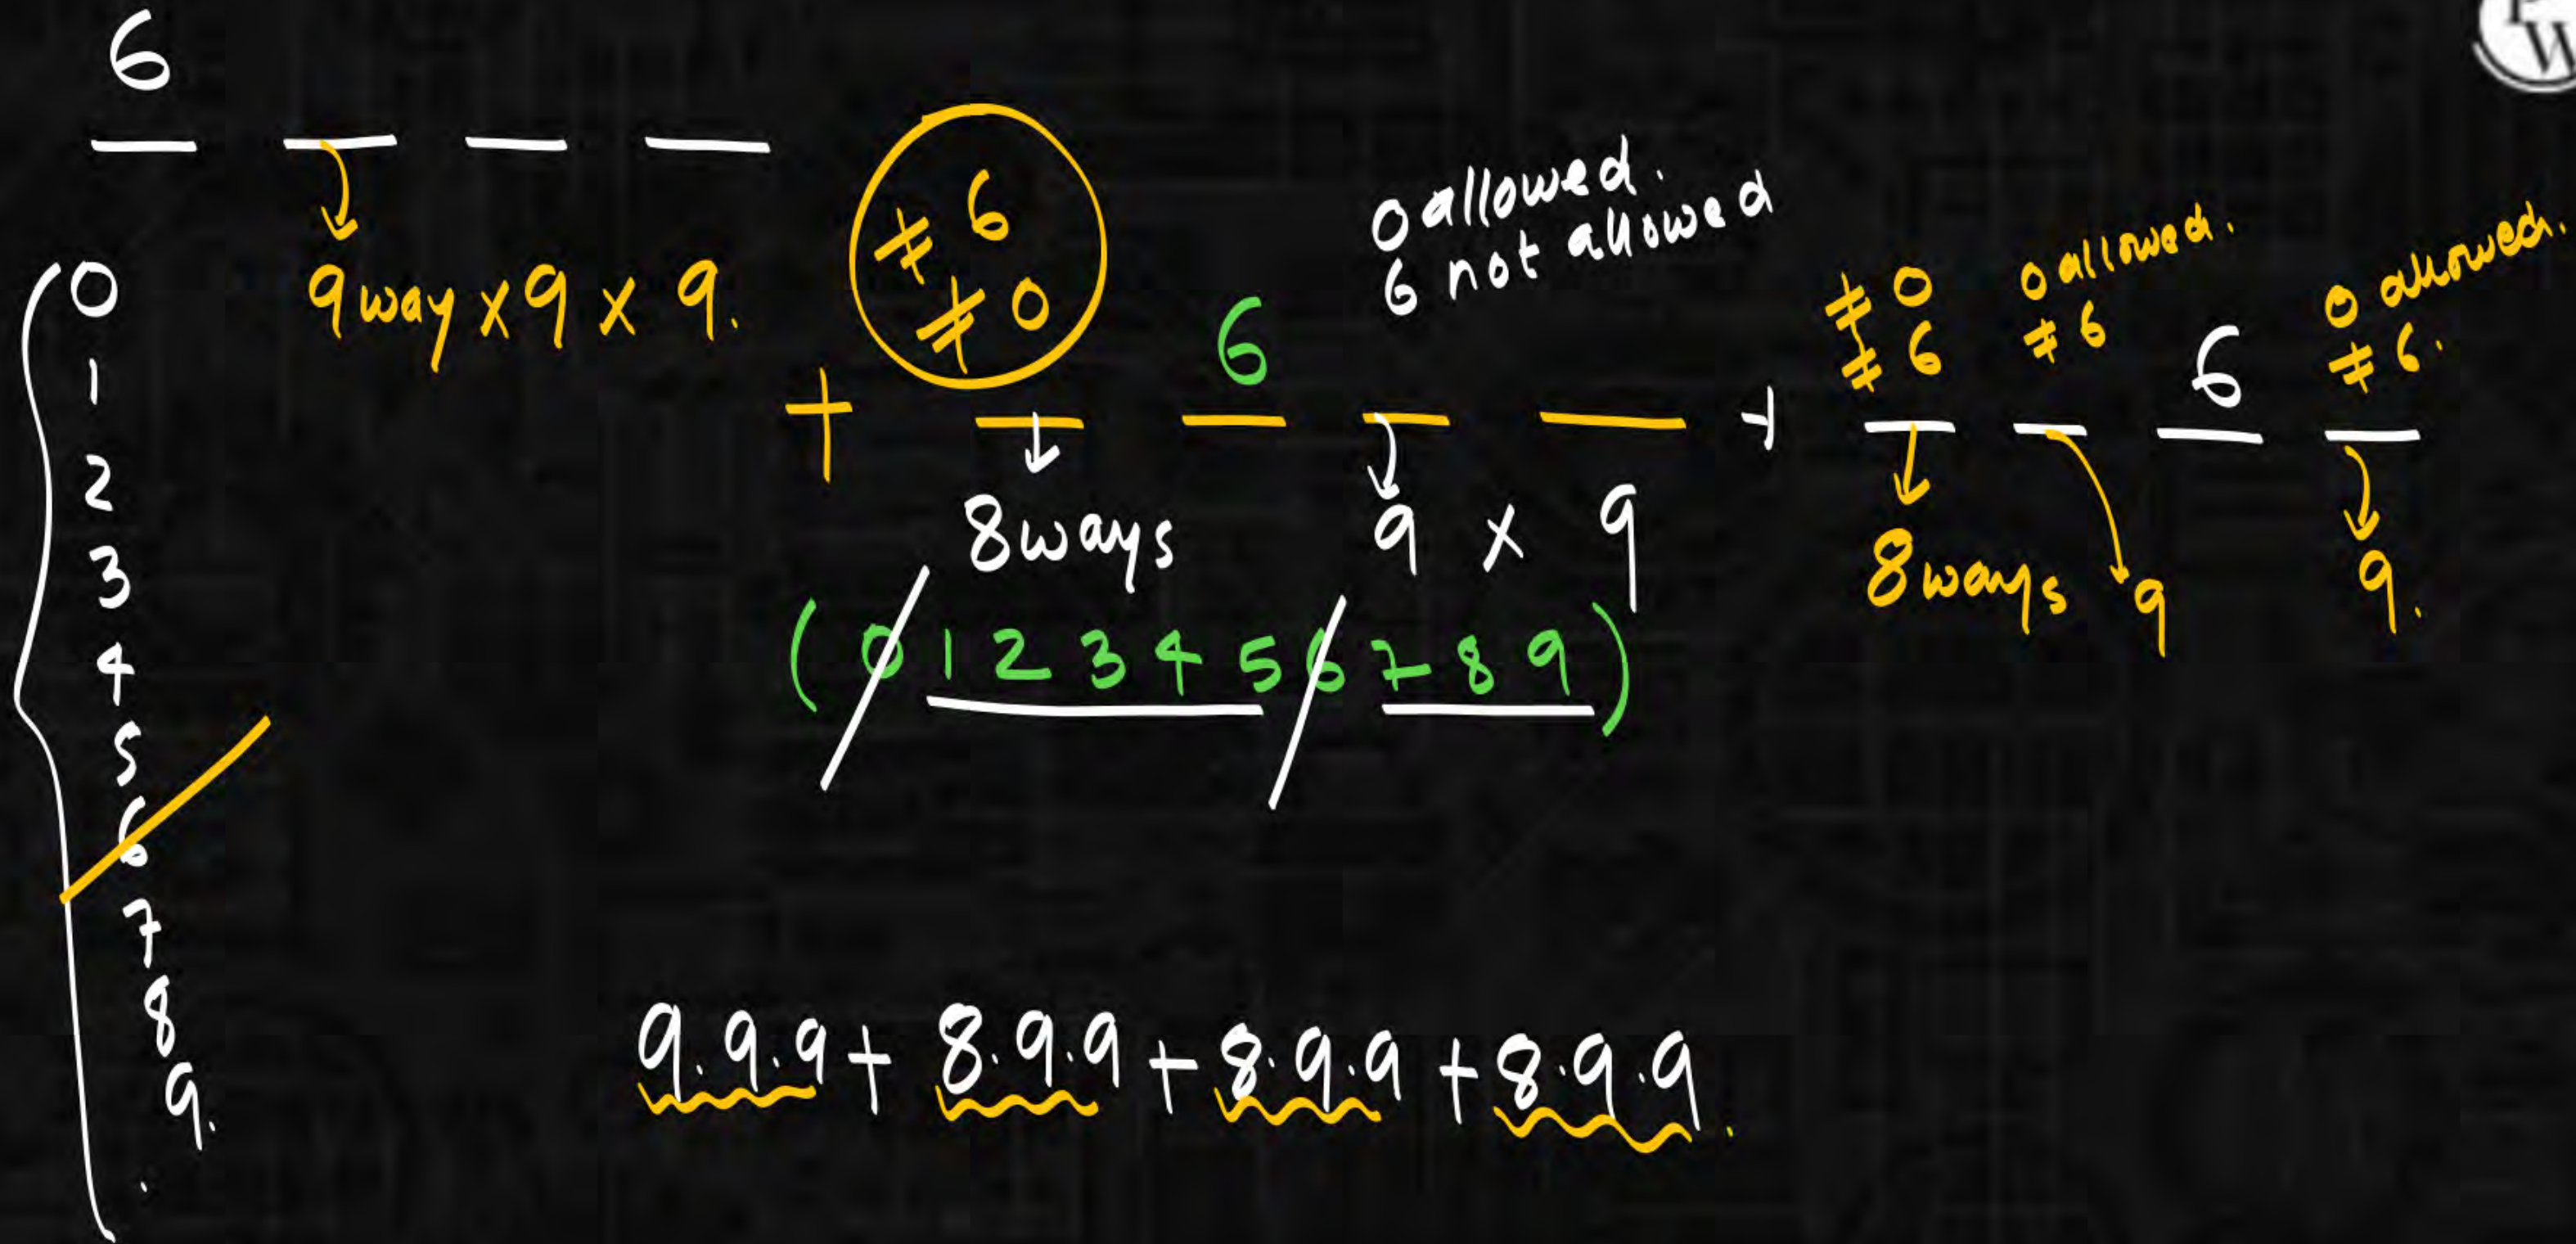 6
9 way × 9 × 9.
0
1
2
3
4
5
6
7
8
9.
+
≠ 6
≠ 0
6
0 allowed.
6 not allowed
8 ways 9 × 9
( 0 1 2 3 4 5 6 7 8 9 )
+
≠ 0
≠ 6
0 allowed.
≠ 6
6
0 allowed.
≠ 6.
8 ways 9 9.
9.9.9 + 8.9.9 + 8.9.9 + 8.9.9.
P
W